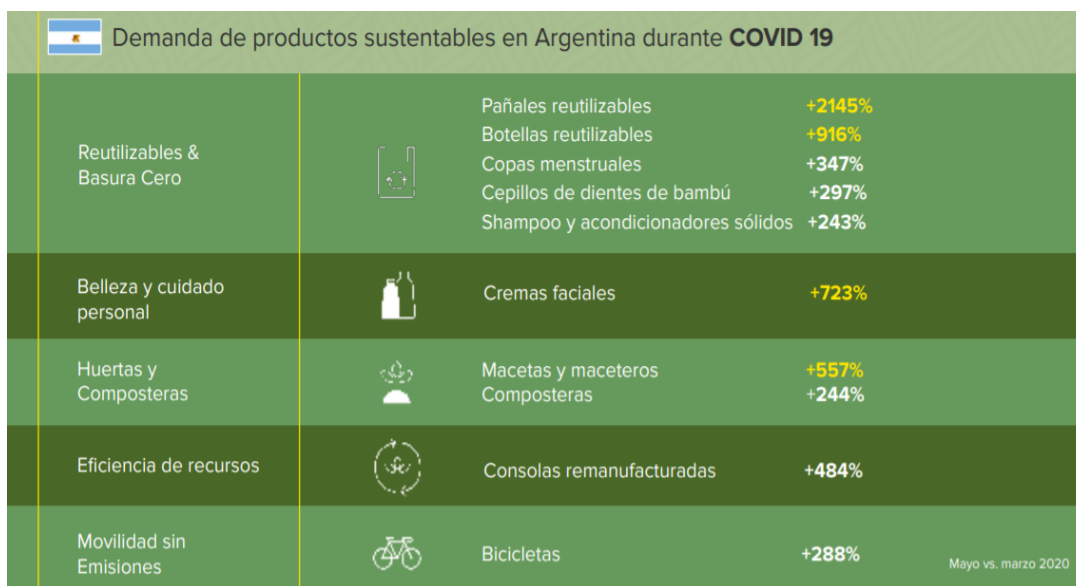 Demanda de productos sustentables en Argentina durante COVID 19
Reutilizables &
Basura Cero
Pañales reutilizables +2145%
Botellas reutilizables +916%
Copas menstruales +347%
Cepillos de dientes de bambú +297%
Shampoo y acondicionadores sólidos +243%
Belleza y cuidado
personal
Cremas faciales +723%
Huertas y
Composteras
Macetas y maceteros +557%
Composteras +244%
Eficiencia de recursos
Consolas remanufacturadas +484%
Movilidad sin
Emisiones
Bicicletas +288%
Mayo vs. marzo 2020